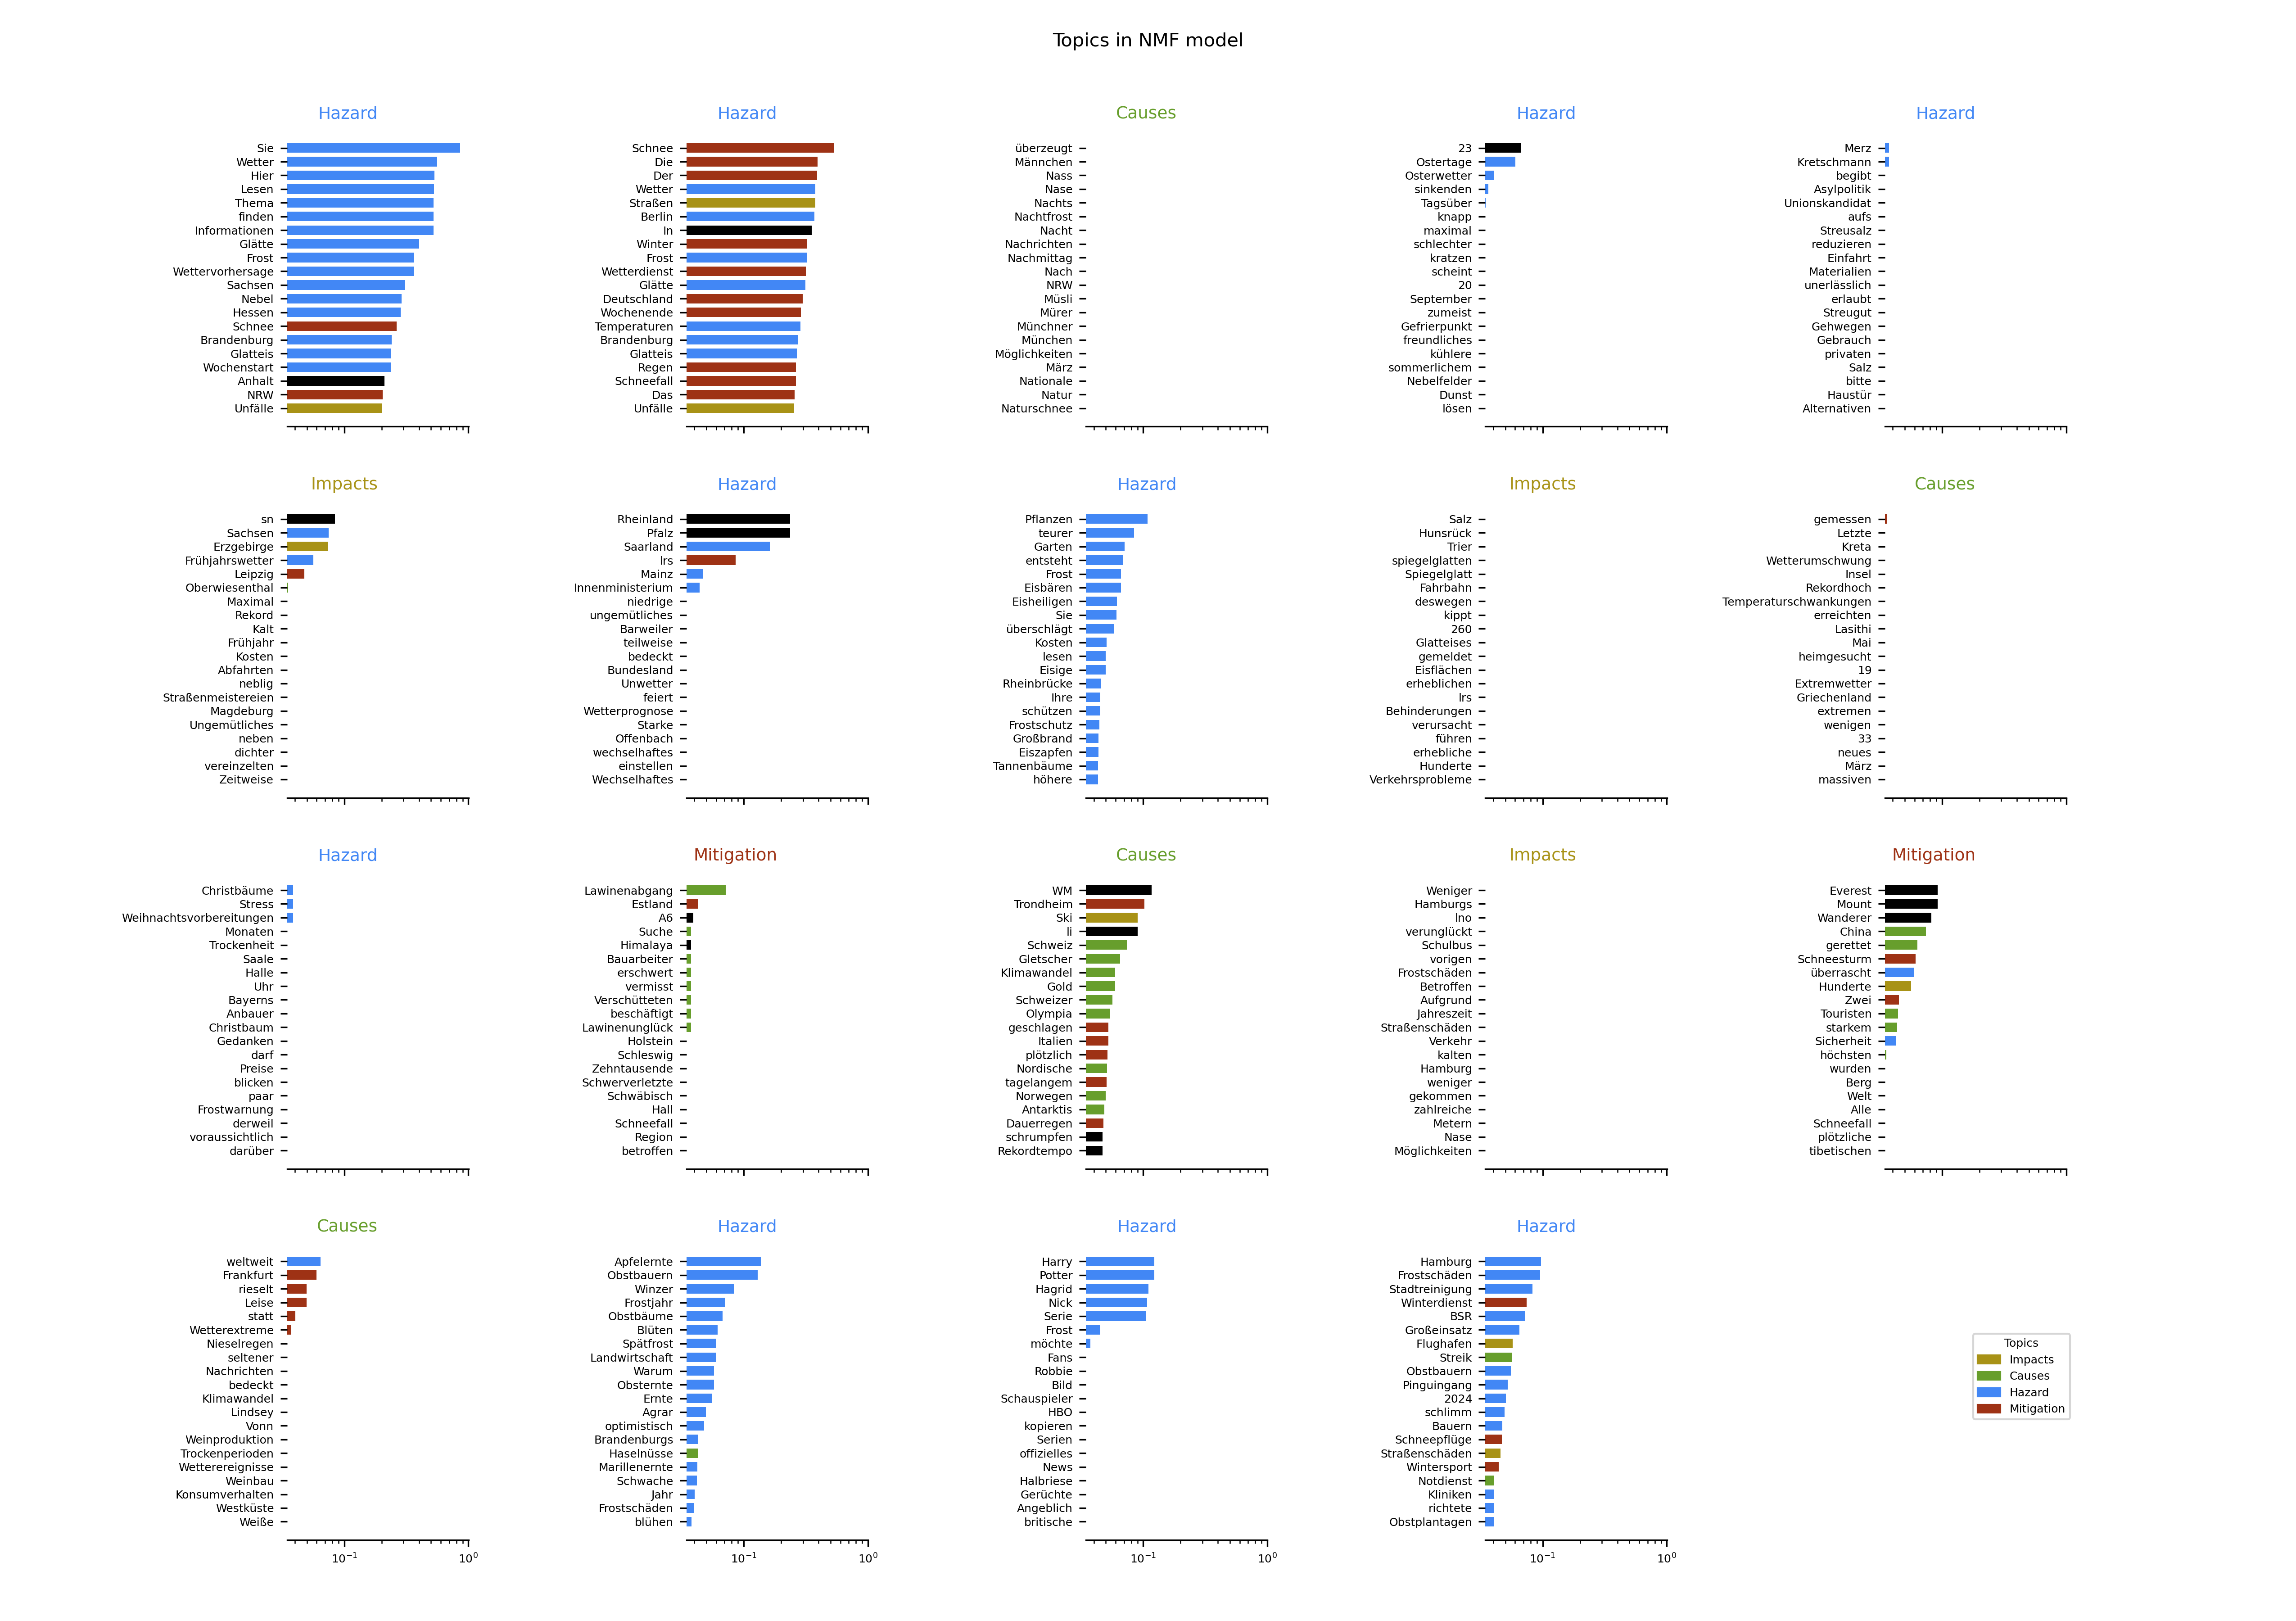 Topics in NMF model
Hazard
Sie
Wetter
Hier
Lesen
Thema
finden
Informationen
Glätte
Frost
Wettervorhersage
Sachsen
Nebel
Hessen
Schnee
Brandenburg
Glatteis
Wochenstart
Anhalt
NRW
Unfälle
Hazard
Schnee
Die
Der
Wetter
Straßen
Berlin
In
Winter
Frost
Wetterdienst
Glätte
Deutschland
Wochenende
Temperaturen
Brandenburg
Glatteis
Regen
Schneefall
Das
Unfälle
Causes
überzeugt
Männchen
Nass
Nase
Nachts
Nachtfrost
Nacht
Nachrichten
Nachmittag
Nach
NRW
Müsli
Mürer
Münchner
München
Möglichkeiten
März
Nationale
Natur
Naturschnee
Hazard
23
Ostertage
Osterwetter
sinkenden
Tagsüber
knapp
maximal
schlechter
kratzen
scheint
20
September
zumeist
Gefrierpunkt
freundliches
kühlere
sommerlichem
Nebelfelder
Dunst
lösen
Hazard
Merz
Kretschmann
begibt
Asylpolitik
Unionskandidat
aufs
Streusalz
reduzieren
Einfahrt
Materialien
unerlässlich
erlaubt
Streugut
Gehwegen
Gebrauch
privaten
Salz
bitte
Haustür
Alternativen
Impacts
sn
Sachsen
Erzgebirge
Frühjahrswetter
Leipzig
Oberwiesenthal
Maximal
Rekord
Kalt
Frühjahr
Kosten
Abfahrten
neblig
Straßenmeistereien
Magdeburg
Ungemütliches
neben
dichter
vereinzelten
Zeitweise
Hazard
Rheinland
Pfalz
Saarland
lrs
Mainz
Innenministerium
niedrige
ungemütliches
Barweiler
teilweise
bedeckt
Bundesland
Unwetter
feiert
Wetterprognose
Starke
Offenbach
wechselhaftes
einstellen
Wechselhaftes
Hazard
Pflanzen
teurer
Garten
entsteht
Frost
Eisbären
Eisheiligen
Sie
überschlägt
Kosten
lesen
Eisige
Rheinbrücke
Ihre
schützen
Frostschutz
Großbrand
Eiszapfen
Tannenbäume
höhere
Impacts
Salz
Hunsrück
Trier
spiegelglatten
Spiegelglatt
Fahrbahn
deswegen
kippt
260
Glatteises
gemeldet
Eisflächen
erheblichen
lrs
Behinderungen
verursacht
führen
erhebliche
Hunderte
Verkehrsprobleme
Causes
gemessen
Letzte
Kreta
Wetterumschwung
Insel
Rekordhoch
Temperaturschwankungen
erreichten
Lasithi
Mai
heimgesucht
19
Extremwetter
Griechenland
extremen
wenigen
33
neues
März
massiven
Hazard
Christbäume
Stress
Weihnachtsvorbereitungen
Monaten
Trockenheit
Saale
Halle
Uhr
Bayerns
Anbauer
Christbaum
Gedanken
darf
Preise
blicken
paar
Frostwarnung
derweil
voraussichtlich
darüber
Mitigation
Lawinenabgang
Estland
A6
Suche
Himalaya
Bauarbeiter
erschwert
vermisst
Verschütteten
beschäftigt
Lawinenunglück
Holstein
Schleswig
Zehntausende
Schwerverletzte
Schwäbisch
Hall
Schneefall
Region
betroffen
Causes
WM
Trondheim
Ski
li
Schweiz
Gletscher
Klimawandel
Gold
Schweizer
Olympia
geschlagen
Italien
plötzlich
Nordische
tagelangem
Norwegen
Antarktis
Dauerregen
schrumpfen
Rekordtempo
Impacts
Weniger
Hamburgs
lno
verunglückt
Schulbus
vorigen
Frostschäden
Betroffen
Aufgrund
Jahreszeit
Straßenschäden
Verkehr
kalten
Hamburg
weniger
gekommen
zahlreiche
Metern
Nase
Möglichkeiten
Mitigation
Everest
Mount
Wanderer
China
gerettet
Schneesturm
überrascht
Hunderte
Zwei
Touristen
starkem
Sicherheit
höchsten
wurden
Berg
Welt
Alle
Schneefall
plötzliche
tibetischen
Causes
weltweit
Frankfurt
rieselt
Leise
statt
Wetterextreme
Nieselregen
seltener
Nachrichten
bedeckt
Klimawandel
Lindsey
Vonn
Weinproduktion
Trockenperioden
Wetterereignisse
Weinbau
Konsumverhalten
Westküste
Weiße
10⁻¹ 10⁰
Hazard
Apfelernte
Obstbauern
Winzer
Frostjahr
Obstbäume
Blüten
Spätfrost
Landwirtschaft
Warum
Obsternte
Ernte
Agrar
optimistisch
Brandenburgs
Haselnüsse
Marillenernte
Schwache
Jahr
Frostschäden
blühen
10⁻¹ 10⁰
Hazard
Harry
Potter
Hagrid
Nick
Serie
Frost
möchte
Fans
Robbie
Bild
Schauspieler
HBO
kopieren
Serien
offizielles
News
Halbriese
Gerüchte
Angeblich
britische
10⁻¹ 10⁰
Hazard
Hamburg
Frostschäden
Stadtreinigung
Winterdienst
BSR
Großeinsatz
Flughafen
Streik
Obstbauern
Pinguingang
2024
schlimm
Bauern
Schneepflüge
Straßenschäden
Wintersport
Notdienst
Kliniken
richtete
Obstplantagen
10⁻¹ 10⁰
Topics
Impacts
Causes
Hazard
Mitigation